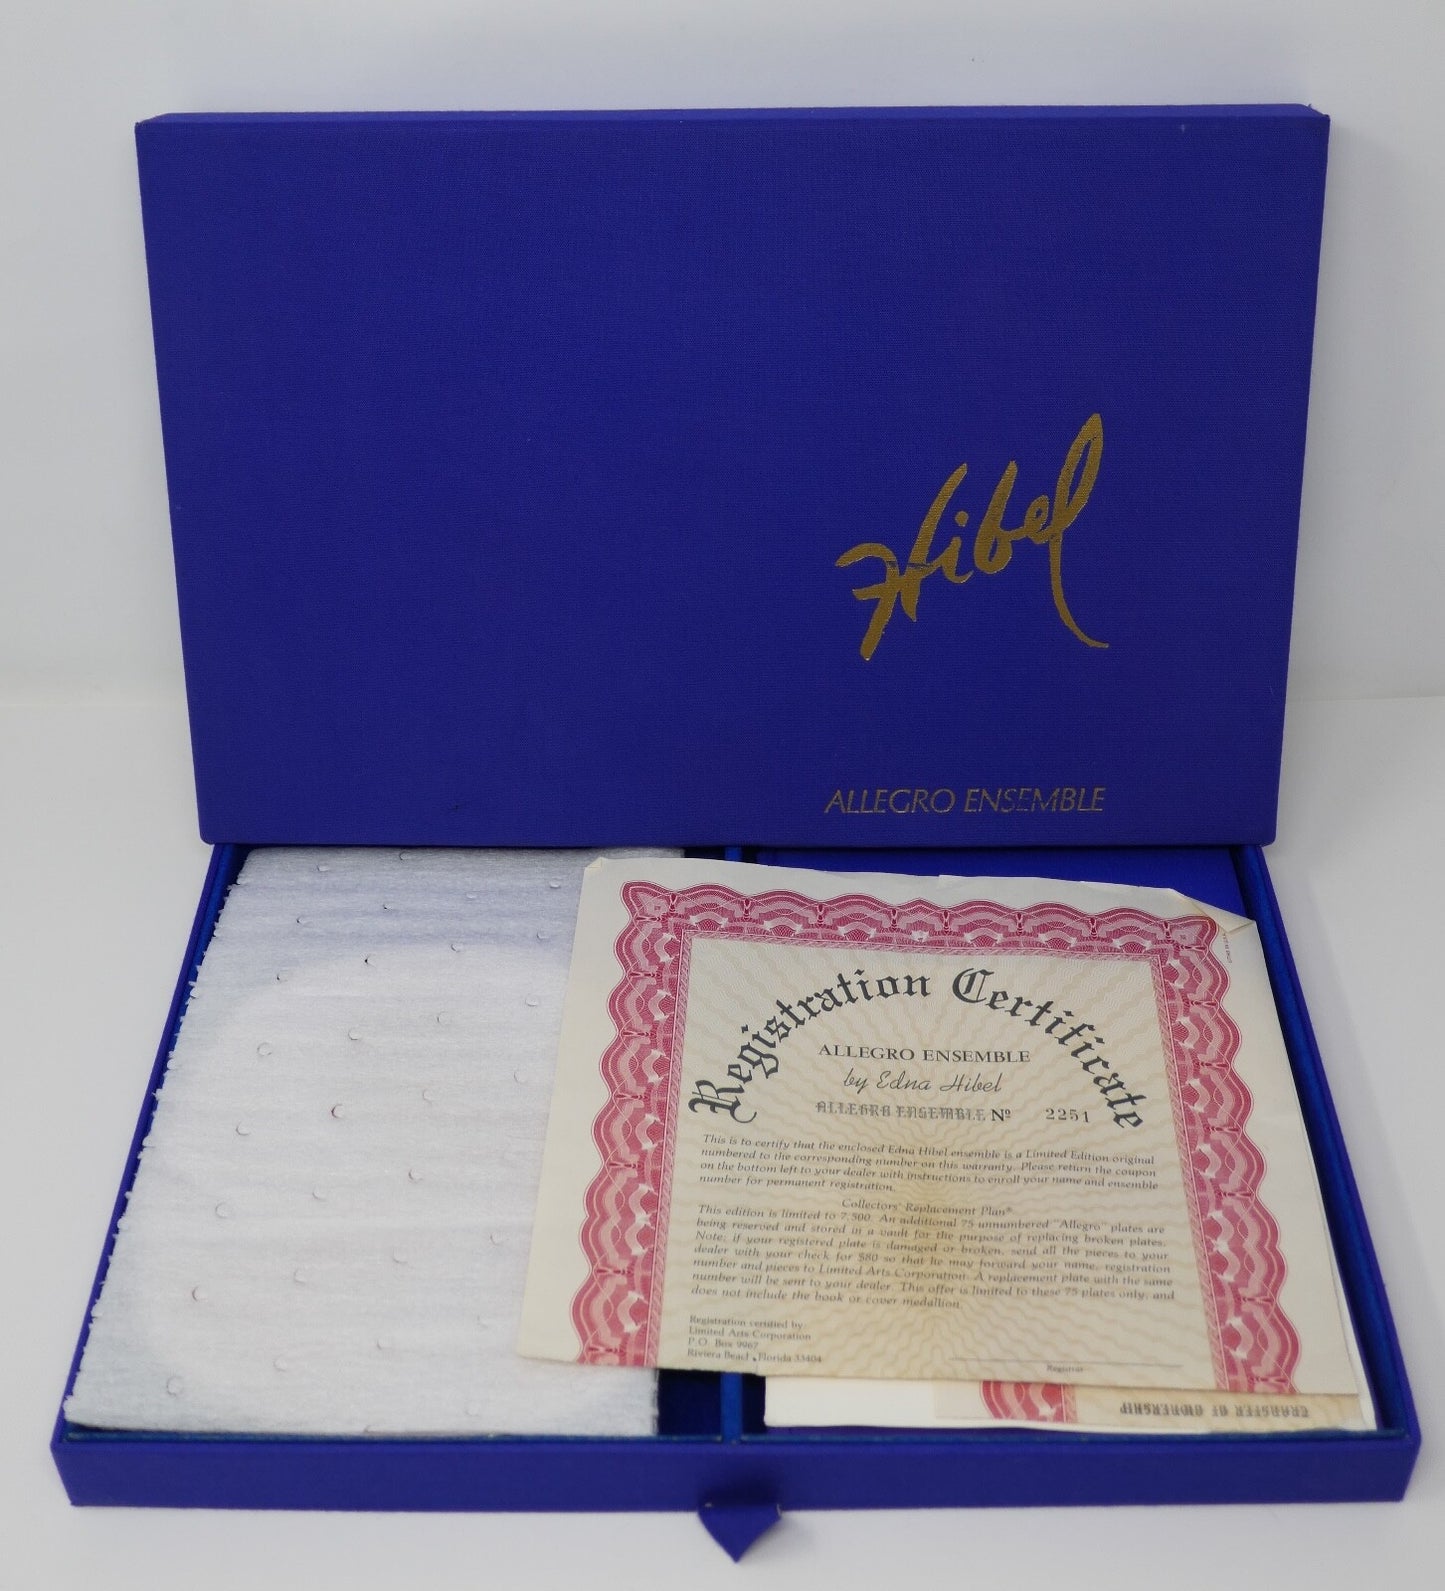 Hibel
ALLEGRO ENSEMBLE
Registration Certificate
ALLEGRO ENSEMBLE
by Edna Hibel
ALLEGRO ENSEMBLE Nº 2251
This is to certify that the enclosed Edna Hibel ensemble is a Limited Edition original
numbered to the corresponding number on this warranty. Please return the coupon
on the bottom left to your dealer with instructions to enroll your name and ensemble
number for permanent registration.
Collectors' Replacement Plan®
This edition is limited to 7,500. An additional 75 unnumbered "Allegro" plates are
being reserved and stored in a vault for the purpose of replacing broken plates.
Note: if your registered plate is damaged or broken, send all the pieces to your
dealer with your check for $80 so that he may forward your name, registration
number and pieces to Limited Arts Corporation. A replacement plate with the same
number will be sent to your dealer. This offer is limited to these 75 plates only, and
does not include the book or cover medallion.
Registration certified by:
Limited Arts Corporation
P.O. Box 9967
Riviera Beach, Florida 33404
Registrar
TRANSFER OF OWNERSHIP